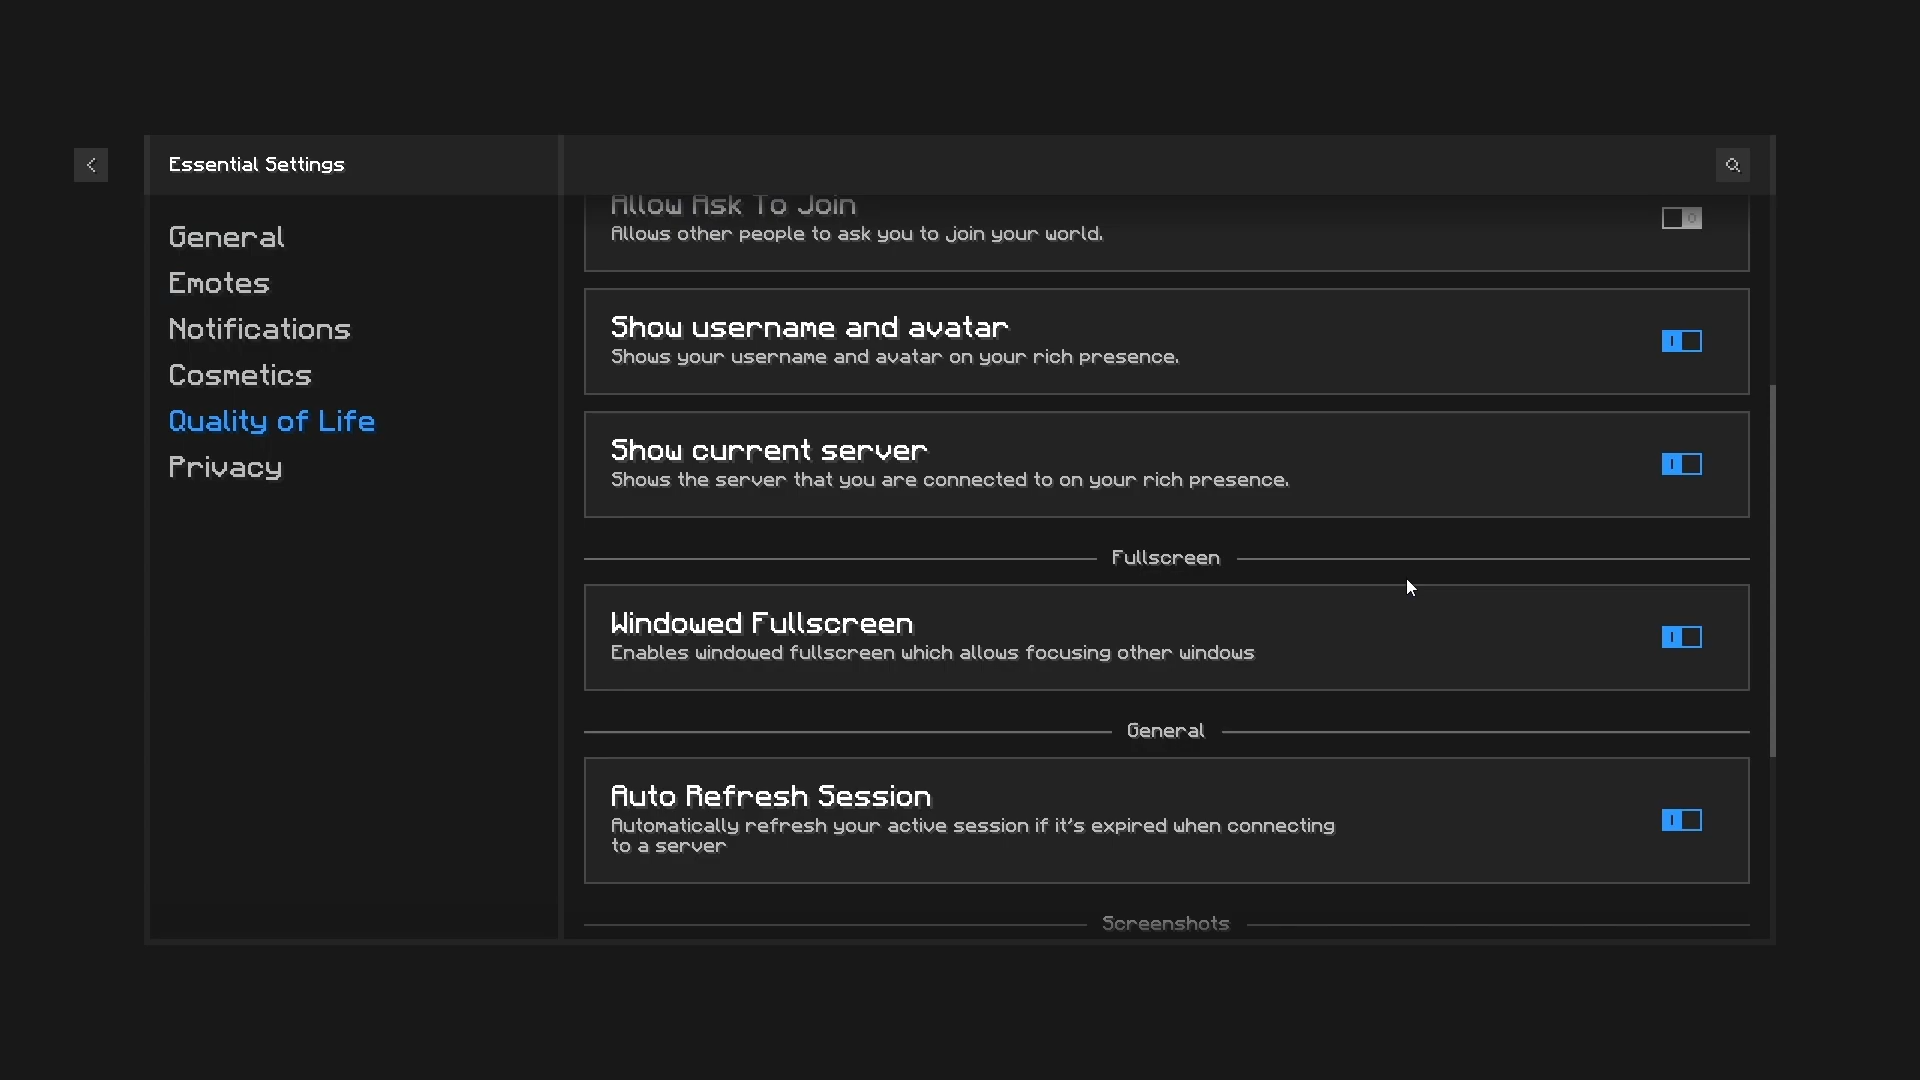 Essential Settings
General
Emotes
Notifications
Cosmetics
Quality of Life
Privacy
Allow Ask To Join
Allows other people to ask you to join your world.
Show username and avatar
Shows your username and avatar on your rich presence.
Show current server
Shows the server that you are connected to on your rich presence.
Fullscreen
Windowed Fullscreen
Enables windowed fullscreen which allows focusing other windows
General
Auto Refresh Session
Automatically refresh your active session if it's expired when connecting
to a server
Screenshots